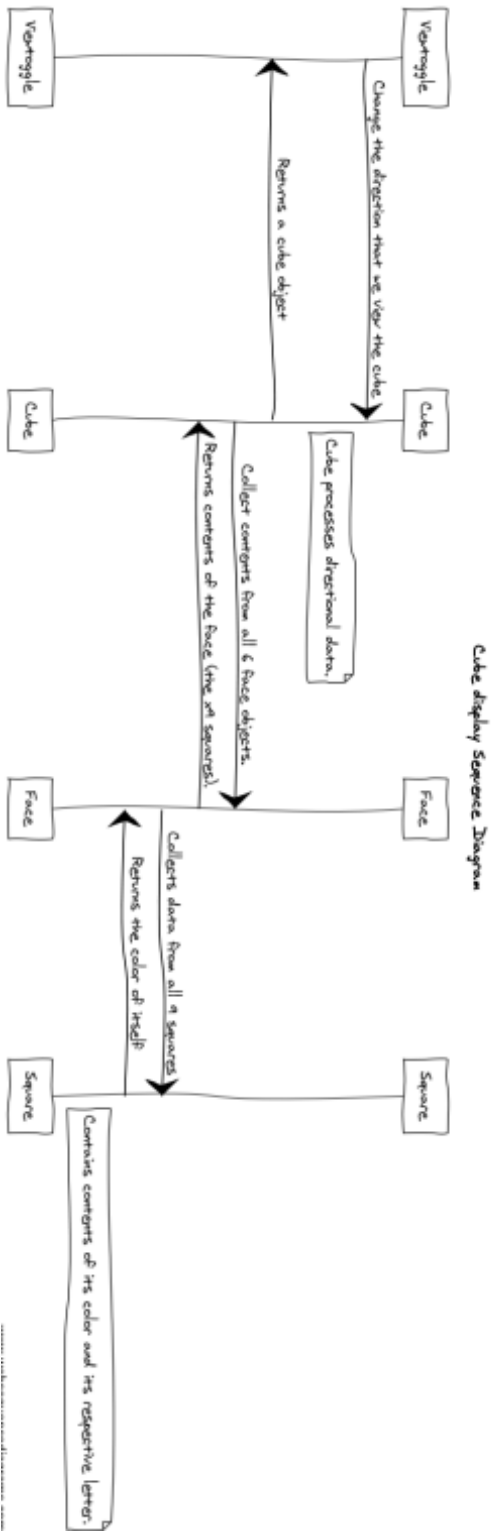 Cube display Sequence Diagram
Viewtoggle
Cube
Face
Square
Change the direction that we view the cube
Cube processes directional data.
Returns a cube object
Collect contents from all 6 face objects.
Returns contents of the face (the x9 squares).
Collects data from all 9 squares
Returns the color of itself
Contains contents of its color and its respective letter.
Viewtoggle
Cube
Face
Square